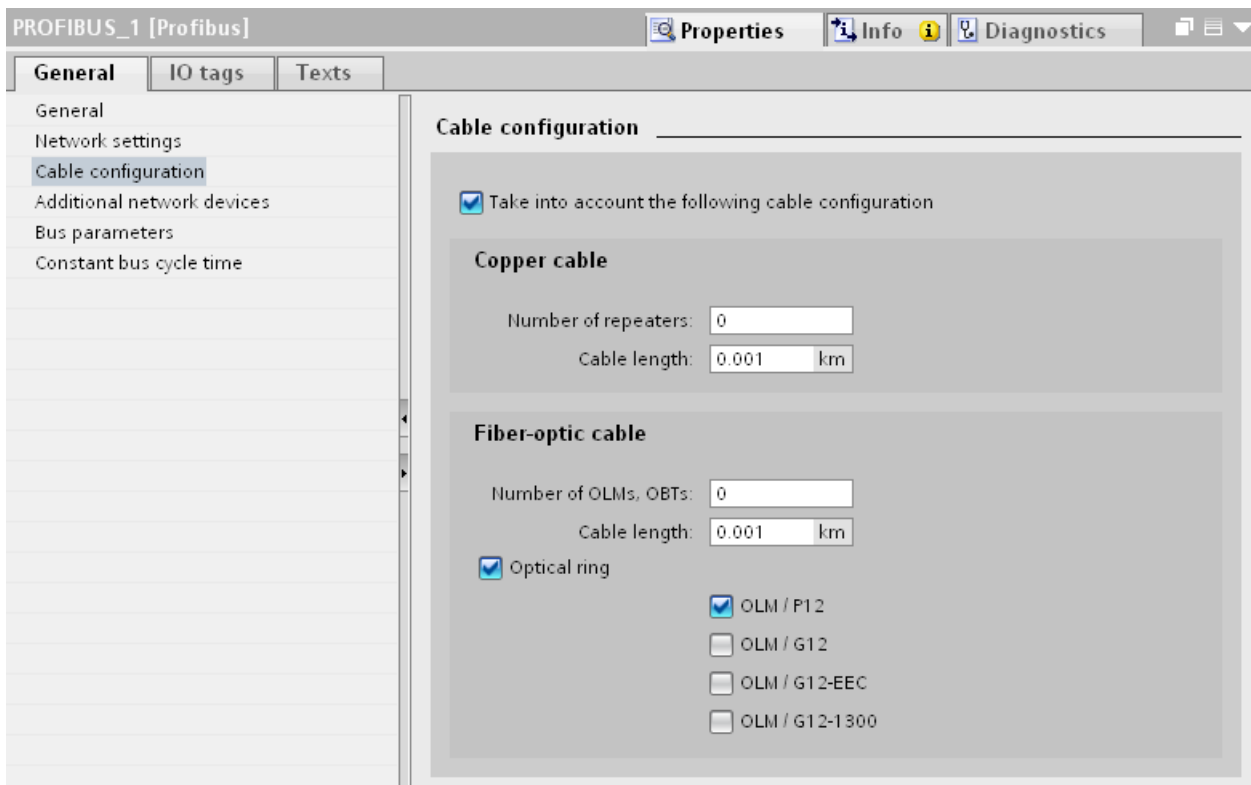 PROFIBUS_1 [Profibus]
Properties
Info
Diagnostics
General
IO tags
Texts
General
Network settings
Cable configuration
Additional network devices
Bus parameters
Constant bus cycle time
Cable configuration
Take into account the following cable configuration
Copper cable
Number of repeaters: 0
Cable length: 0.001 km
Fiber-optic cable
Number of OLMs, OBTs: 0
Cable length: 0.001 km
Optical ring
OLM / P12
OLM / G12
OLM / G12-EEC
OLM / G12-1300